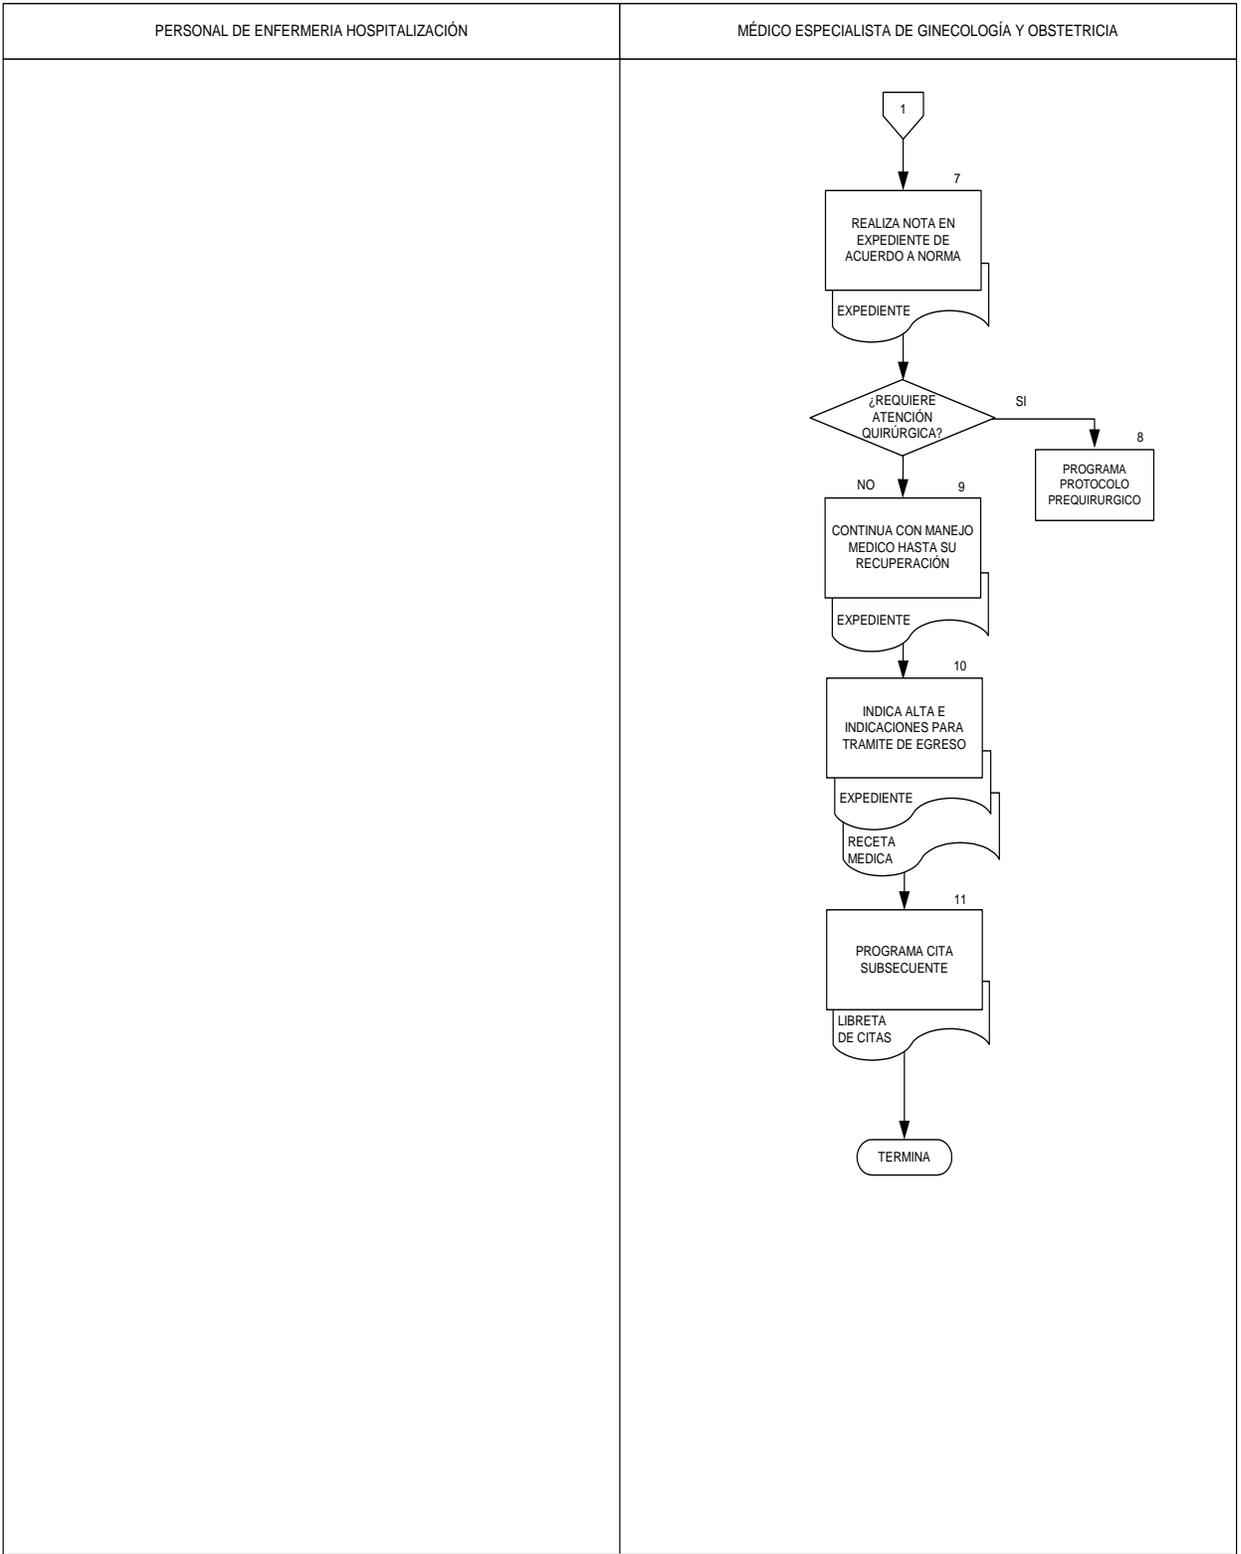 PERSONAL DE ENFERMERIA HOSPITALIZACIÓN
MÉDICO ESPECIALISTA DE GINECOLOGÍA Y OBSTETRICIA
1
7
REALIZA NOTA EN
EXPEDIENTE DE
ACUERDO A NORMA
EXPEDIENTE
¿REQUIERE
ATENCIÓN
QUIRÚRGICA?
SI
8
PROGRAMA
PROTOCOLO
PREQUIRURGICO
NO
9
CONTINUA CON MANEJO
MEDICO HASTA SU
RECUPERACIÓN
EXPEDIENTE
10
INDICA ALTA E
INDICACIONES PARA
TRAMITE DE EGRESO
EXPEDIENTE
RECETA
MEDICA
11
PROGRAMA CITA
SUBSECUENTE
LIBRETA
DE CITAS
TERMINA